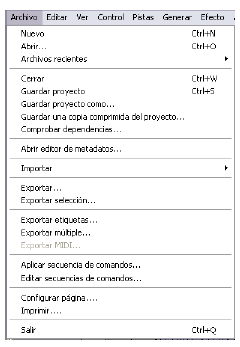 Archivo Editar Ver Control Pistas Generar Efecto
Nuevo Ctrl+N
Abrir... Ctrl+O
Archivos recientes
Cerrar Ctrl+W
Guardar proyecto Ctrl+S
Guardar proyecto como...
Guardar una copia comprimida del proyecto...
Comprobar dependencias...
Abrir editor de metadatos...
Importar
Exportar...
Exportar selección...
Exportar etiquetas...
Exportar múltiple...
Exportar MIDI...
Aplicar secuencia de comandos...
Editar secuencias de comandos...
Configurar página....
Imprimir....
Salir Ctrl+Q